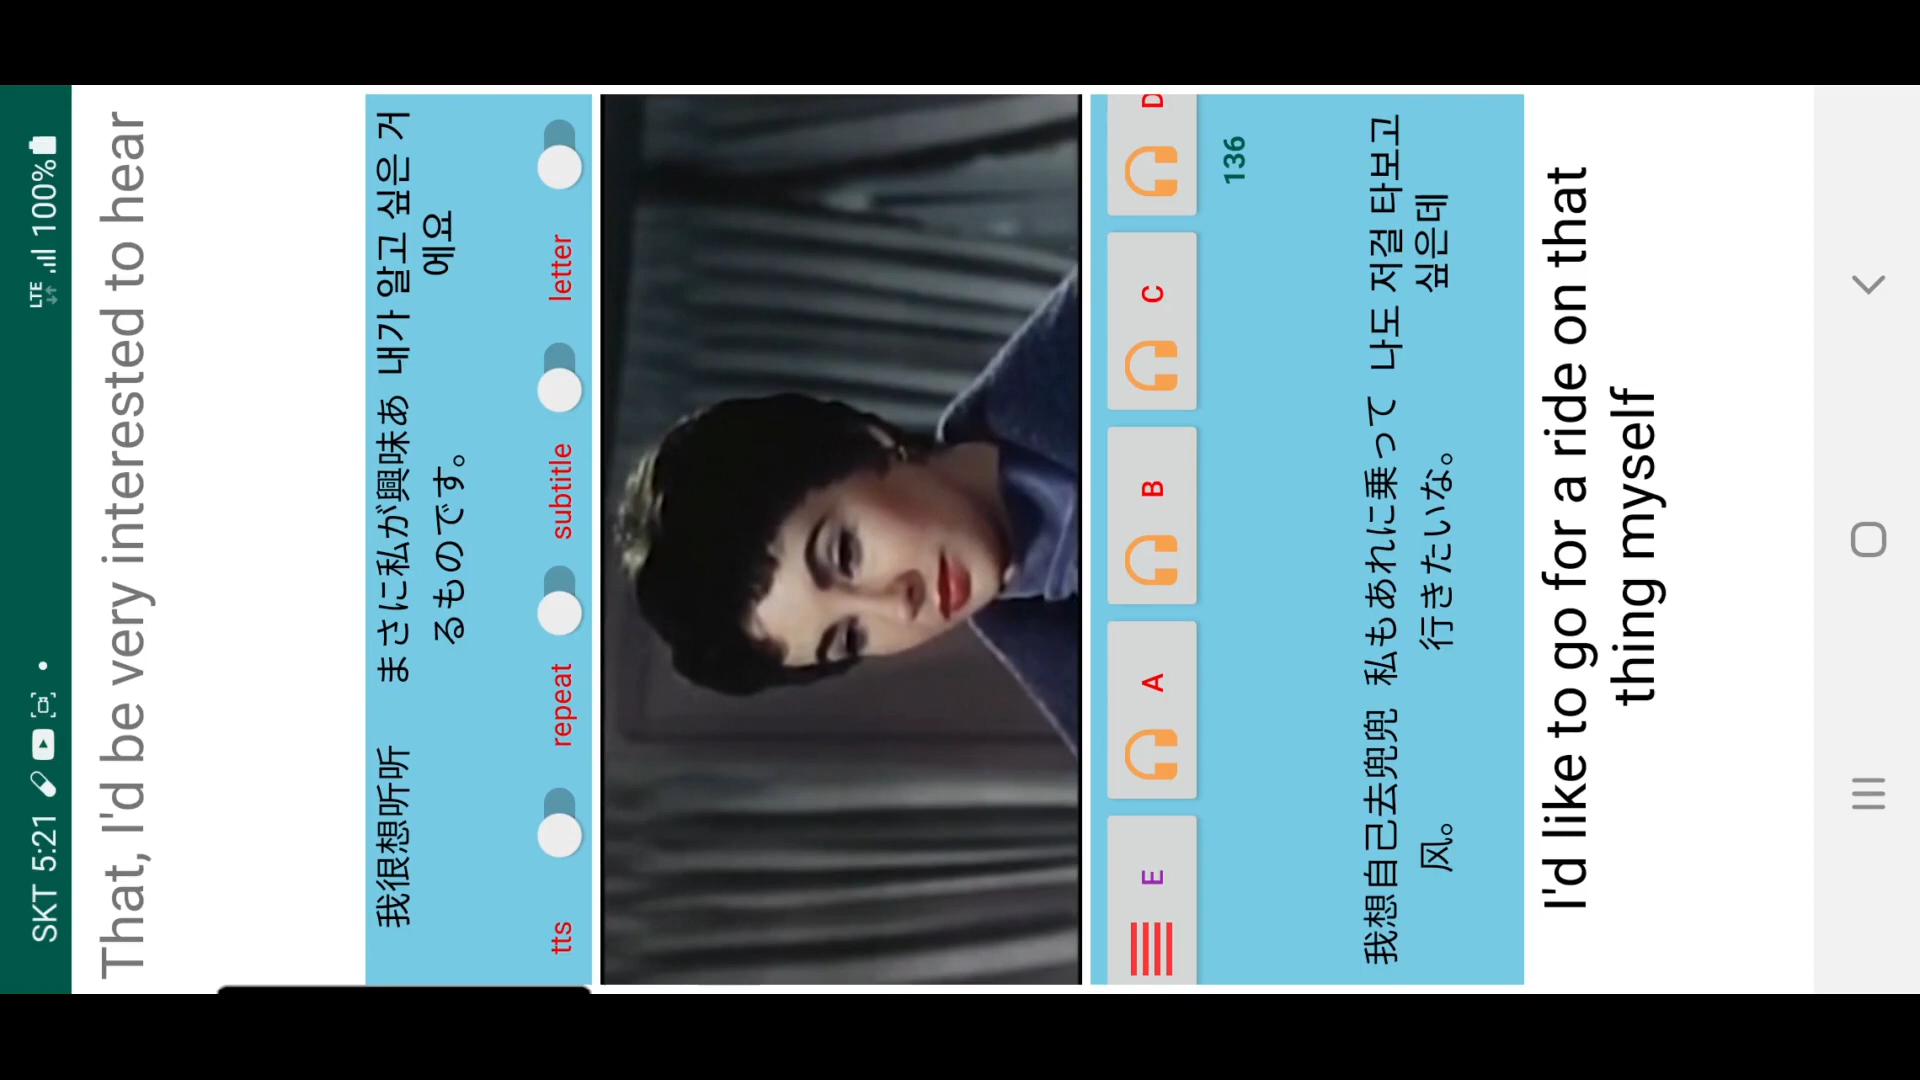 SKT 5:21
LTE 100%
That, I'd be very interested to hear
我很想听听
まさに私が興味あ
るものです。
내가 알고 싶은 거
에요
tts repeat subtitle letter
E A B C D
136
我想自己去兜兜
风。
私もあれに乗って
行きたいな。
나도 저걸 타보고
싶은데
I'd like to go for a ride on that
thing myself